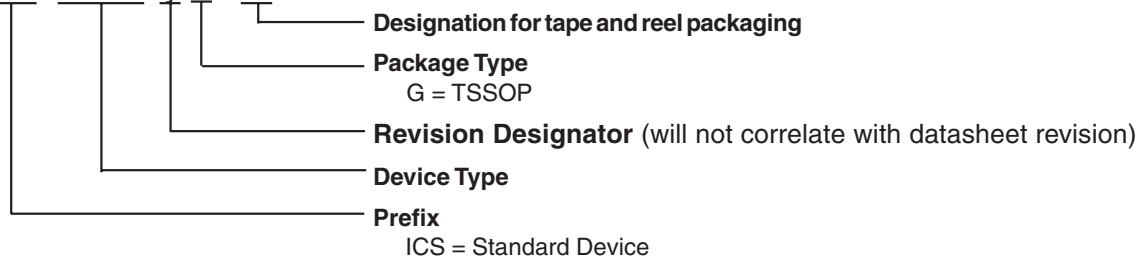 Designation for tape and reel packaging
Package Type
G = TSSOP
Revision Designator (will not correlate with datasheet revision)
Device Type
Prefix
ICS = Standard Device